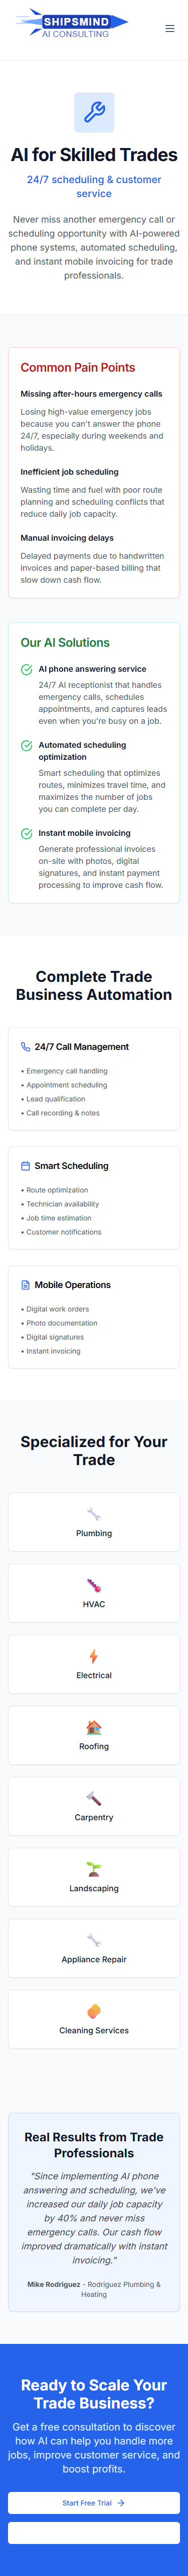 SHIPSMIND
AI CONSULTING
AI for Skilled Trades
24/7 scheduling & customer
service
Never miss another emergency call or
scheduling opportunity with AI-powered
phone systems, automated scheduling,
and instant mobile invoicing for trade
professionals.
Common Pain Points
Missing after-hours emergency calls
Losing high-value emergency jobs
because you can't answer the phone
24/7, especially during weekends and
holidays.
Inefficient job scheduling
Wasting time and fuel with poor route
planning and scheduling conflicts that
reduce daily job capacity.
Manual invoicing delays
Delayed payments due to handwritten
invoices and paper-based billing that
slow down cash flow.
Our AI Solutions
AI phone answering service
24/7 AI receptionist that handles
emergency calls, schedules
appointments, and captures leads
even when you're busy on a job.
Automated scheduling
optimization
Smart scheduling that optimizes
routes, minimizes travel time, and
maximizes the number of jobs
you can complete per day.
Instant mobile invoicing
Generate professional invoices
on-site with photos, digital
signatures, and instant payment
processing to improve cash flow.
Complete Trade
Business Automation
24/7 Call Management
• Emergency call handling
• Appointment scheduling
• Lead qualification
• Call recording & notes
Smart Scheduling
• Route optimization
• Technician availability
• Job time estimation
• Customer notifications
Mobile Operations
• Digital work orders
• Photo documentation
• Digital signatures
• Instant invoicing
Specialized for Your
Trade
Plumbing
HVAC
Electrical
Roofing
Carpentry
Landscaping
Appliance Repair
Cleaning Services
Real Results from Trade
Professionals
"Since implementing AI phone
answering and scheduling, we've
increased our daily job capacity
by 40% and never miss
emergency calls. Our cash flow
improved dramatically with instant
invoicing."
Mike Rodriguez - Rodriguez Plumbing &
Heating
Ready to Scale Your
Trade Business?
Get a free consultation to discover
how AI can help you handle more
jobs, improve customer service, and
boost profits.
Start Free Trial